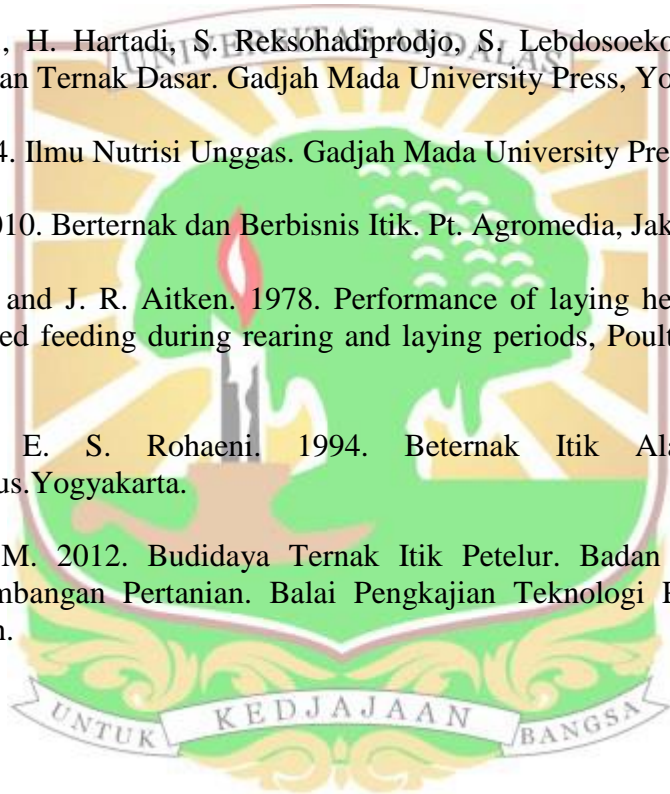 , H. Hartadi, S. Reksohadiprodjo, S. Lebdosoeko
UNIVERSITAS ANDALAS
an Ternak Dasar. Gadjah Mada University Press, Yo
4. Ilmu Nutrisi Unggas. Gadjah Mada University Pre
010. Berternak dan Berbisnis Itik. Pt. Agromedia, Jak
and J. R. Aitken. 1978. Performance of laying he
ed feeding during rearing and laying periods, Poult
E. S. Rohaeni. 1994. Beternak Itik Ala
us.Yogyakarta.
M. 2012. Budidaya Ternak Itik Petelur. Badan
mbangan Pertanian. Balai Pengkajian Teknologi P
n.
UNTUK KEDJAJAAN BANGSA